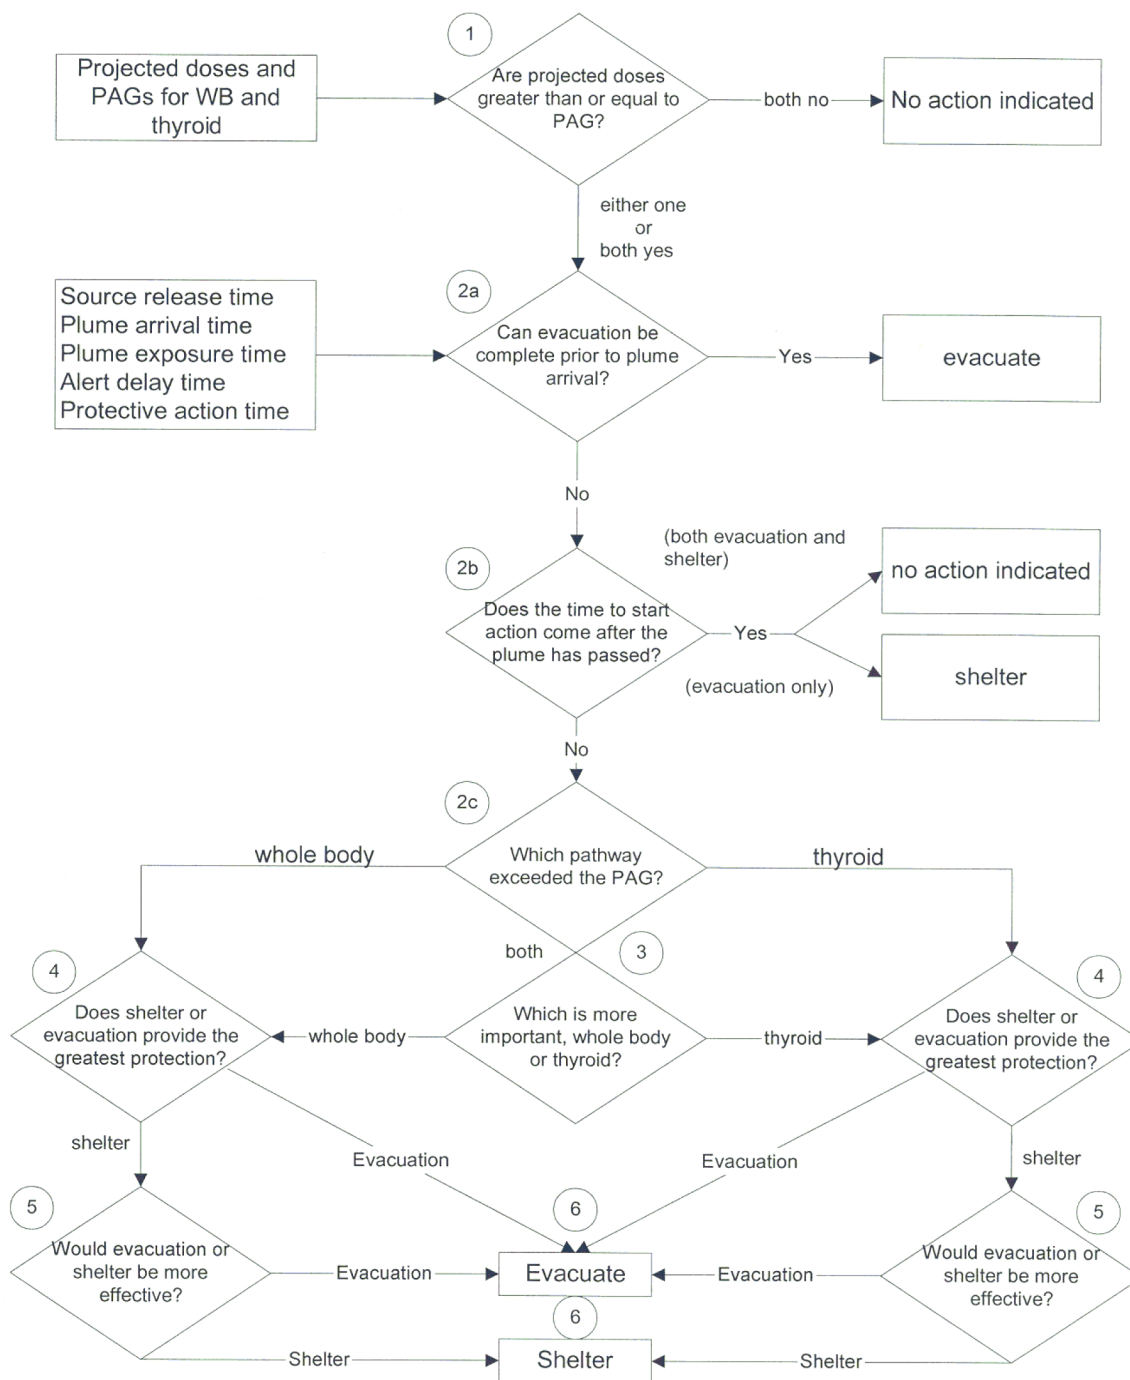 1
Projected doses and
PAGs for WB and
thyroid
Are projected doses
greater than or equal to
PAG?
both no
No action indicated
either one
or
both yes
Source release time
Plume arrival time
Plume exposure time
Alert delay time
Protective action time
2a
Can evacuation be
complete prior to plume
arrival?
Yes
evacuate
No
2b
Does the time to start
action come after the
plume has passed?
(both evacuation and
shelter)
Yes
(evacuation only)
no action indicated
shelter
No
2c
Which pathway
exceeded the PAG?
whole body
thyroid
both
3
Which is more
important, whole body
or thyroid?
whole body
thyroid
4
Does shelter or
evacuation provide the
greatest protection?
4
Does shelter or
evacuation provide the
greatest protection?
shelter
Evacuation
Evacuation
shelter
5
Would evacuation or
shelter be more
effective?
Evacuation
6
Evacuate
Evacuation
5
Would evacuation or
shelter be more
effective?
Shelter
6
Shelter
Shelter